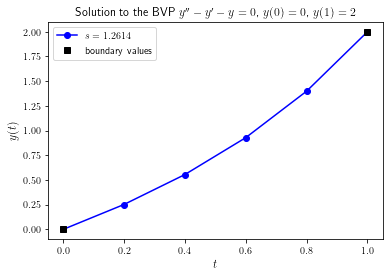 Solution to the BVP y″ − y′ − y = 0, y(0) = 0, y(1) = 2
s = 1.2614
boundary values
y(t)
2.00
1.75
1.50
1.25
1.00
0.75
0.50
0.25
0.00
0.0 0.2 0.4 0.6 0.8 1.0
t